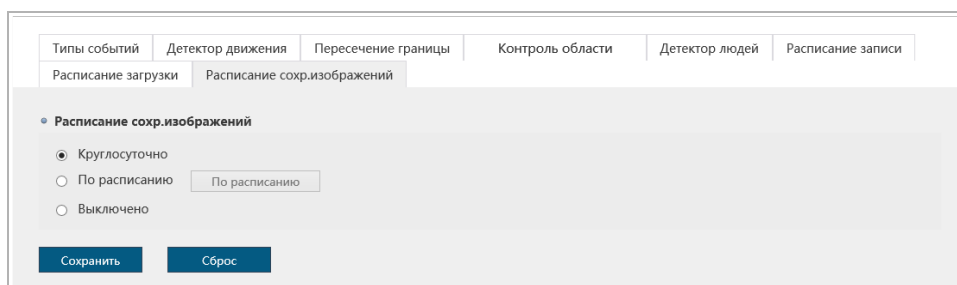 Типы событий Детектор движения Пересечение границы Контроль области Детектор людей Расписание записи
Расписание загрузки Расписание сохр.изображений
Расписание сохр.изображений
Круглосуточно
По расписанию По расписанию
Выключено
Сохранить Сброс